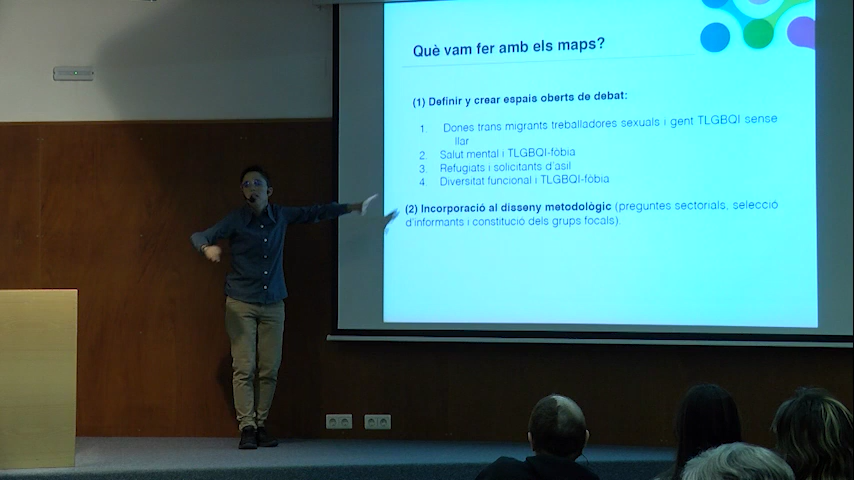 Què vam fer amb els maps?
(1) Definir y crear espais oberts de debat:
1. Dones trans migrants treballadores sexuals i gent TLGBQI sense
llar
2. Salut mental i TLGBQI-fòbia
3. Refugiats i solicitants d'asil
4. Diversitat funcional i TLGBQI-fòbia
(2) Incorporació al disseny metodològic (preguntes sectorials, selecció
d'informants i constitució dels grups focals).